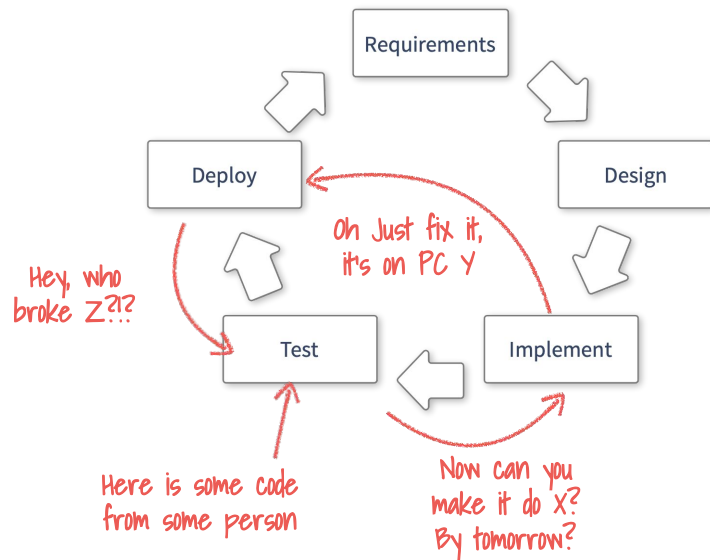 Requirements
Deploy
Design
Oh Just fix it,
it's on PC Y
Hey, who
broke Z?!?
Test
Implement
Here is some code
from some person
Now can you
make it do X?
By tomorrow?